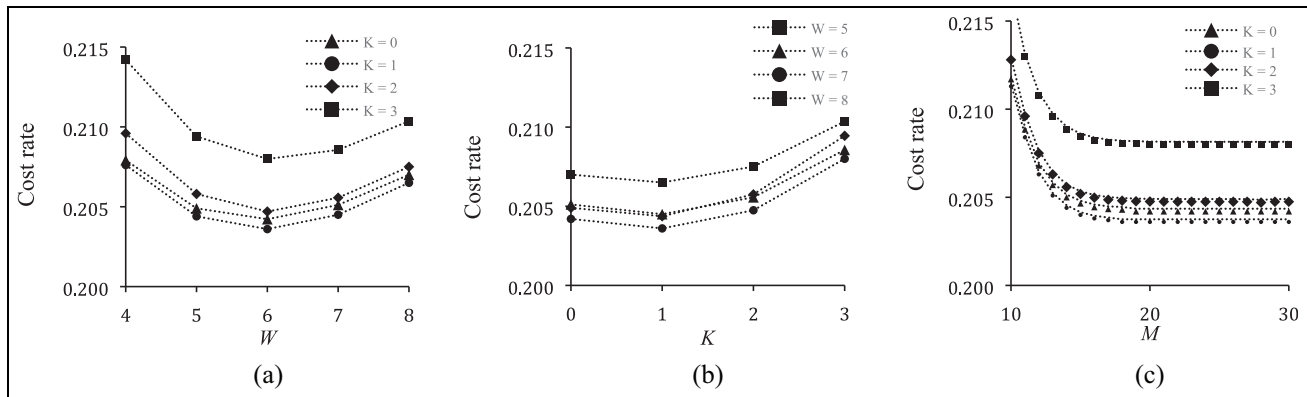 0.215
0.210
0.205
0.200
Cost rate
K = 0
K = 1
K = 2
K = 3
4 5 6 7 8
W
(a)
0.215
0.210
0.205
0.200
Cost rate
W = 5
W = 6
W = 7
W = 8
0 1 2 3
K
(b)
0.215
0.210
0.205
0.200
Cost rate
K = 0
K = 1
K = 2
K = 3
10 20 30
M
(c)